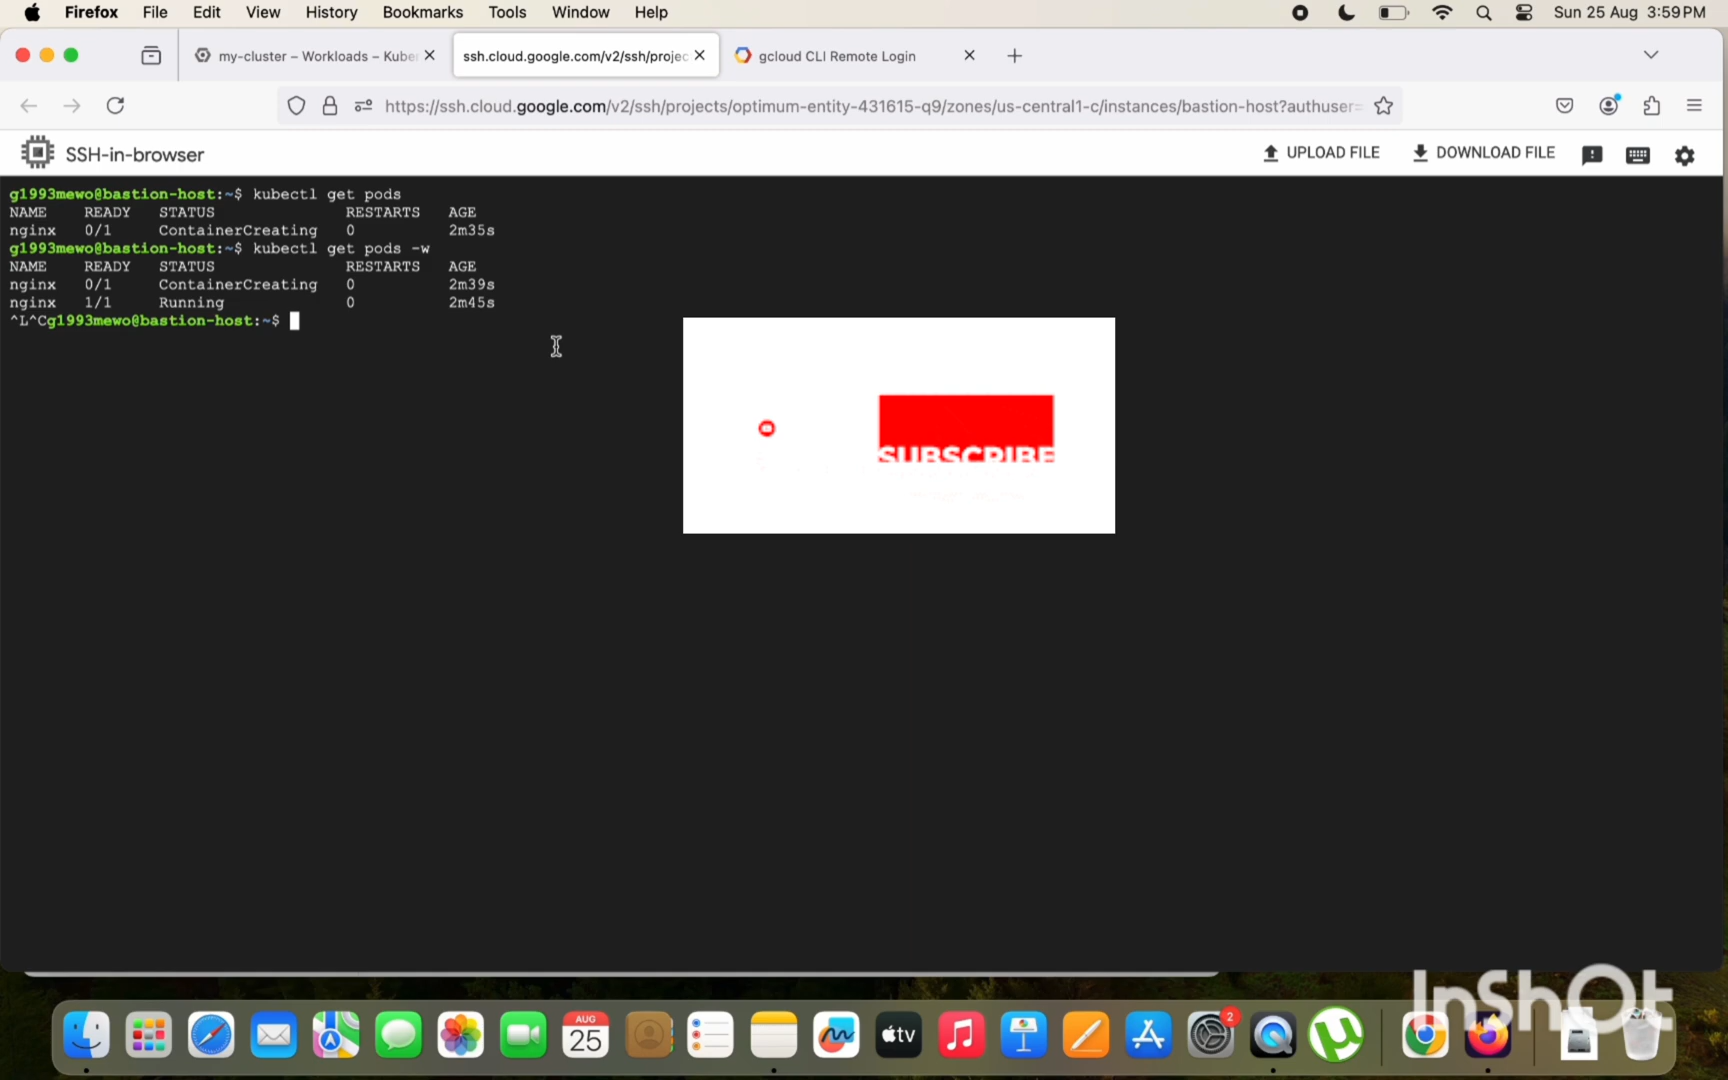 Firefox File Edit View History Bookmarks Tools Window Help Sun 25 Aug 3:59 PM
my-cluster – Workloads – Kuber ssh.cloud.google.com/v2/ssh/projec gcloud CLI Remote Login
https://ssh.cloud.google.com/v2/ssh/projects/optimum-entity-431615-q9/zones/us-central1-c/instances/bastion-host?authuser=
SSH-in-browser UPLOAD FILE DOWNLOAD FILE
g1993mewo@bastion-host:~$ kubectl get pods
NAME READY STATUS RESTARTS AGE
nginx 0/1 ContainerCreating 0 2m35s
g1993mewo@bastion-host:~$ kubectl get pods -w
NAME READY STATUS RESTARTS AGE
nginx 0/1 ContainerCreating 0 2m39s
nginx 1/1 Running 0 2m45s
^L^Cg1993mewo@bastion-host:~$
SUBSCRIBE
InShOt
AUG
25
tv
2